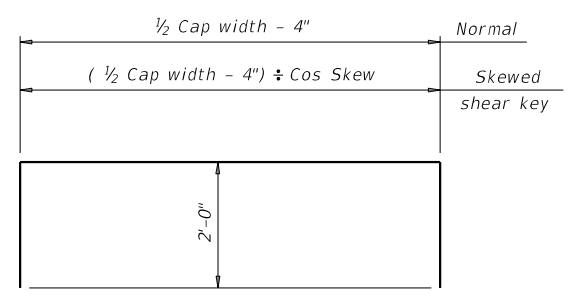 ½ Cap width – 4" Normal
( ½ Cap width – 4") ÷ Cos Skew Skewed
shear key
2'-0"